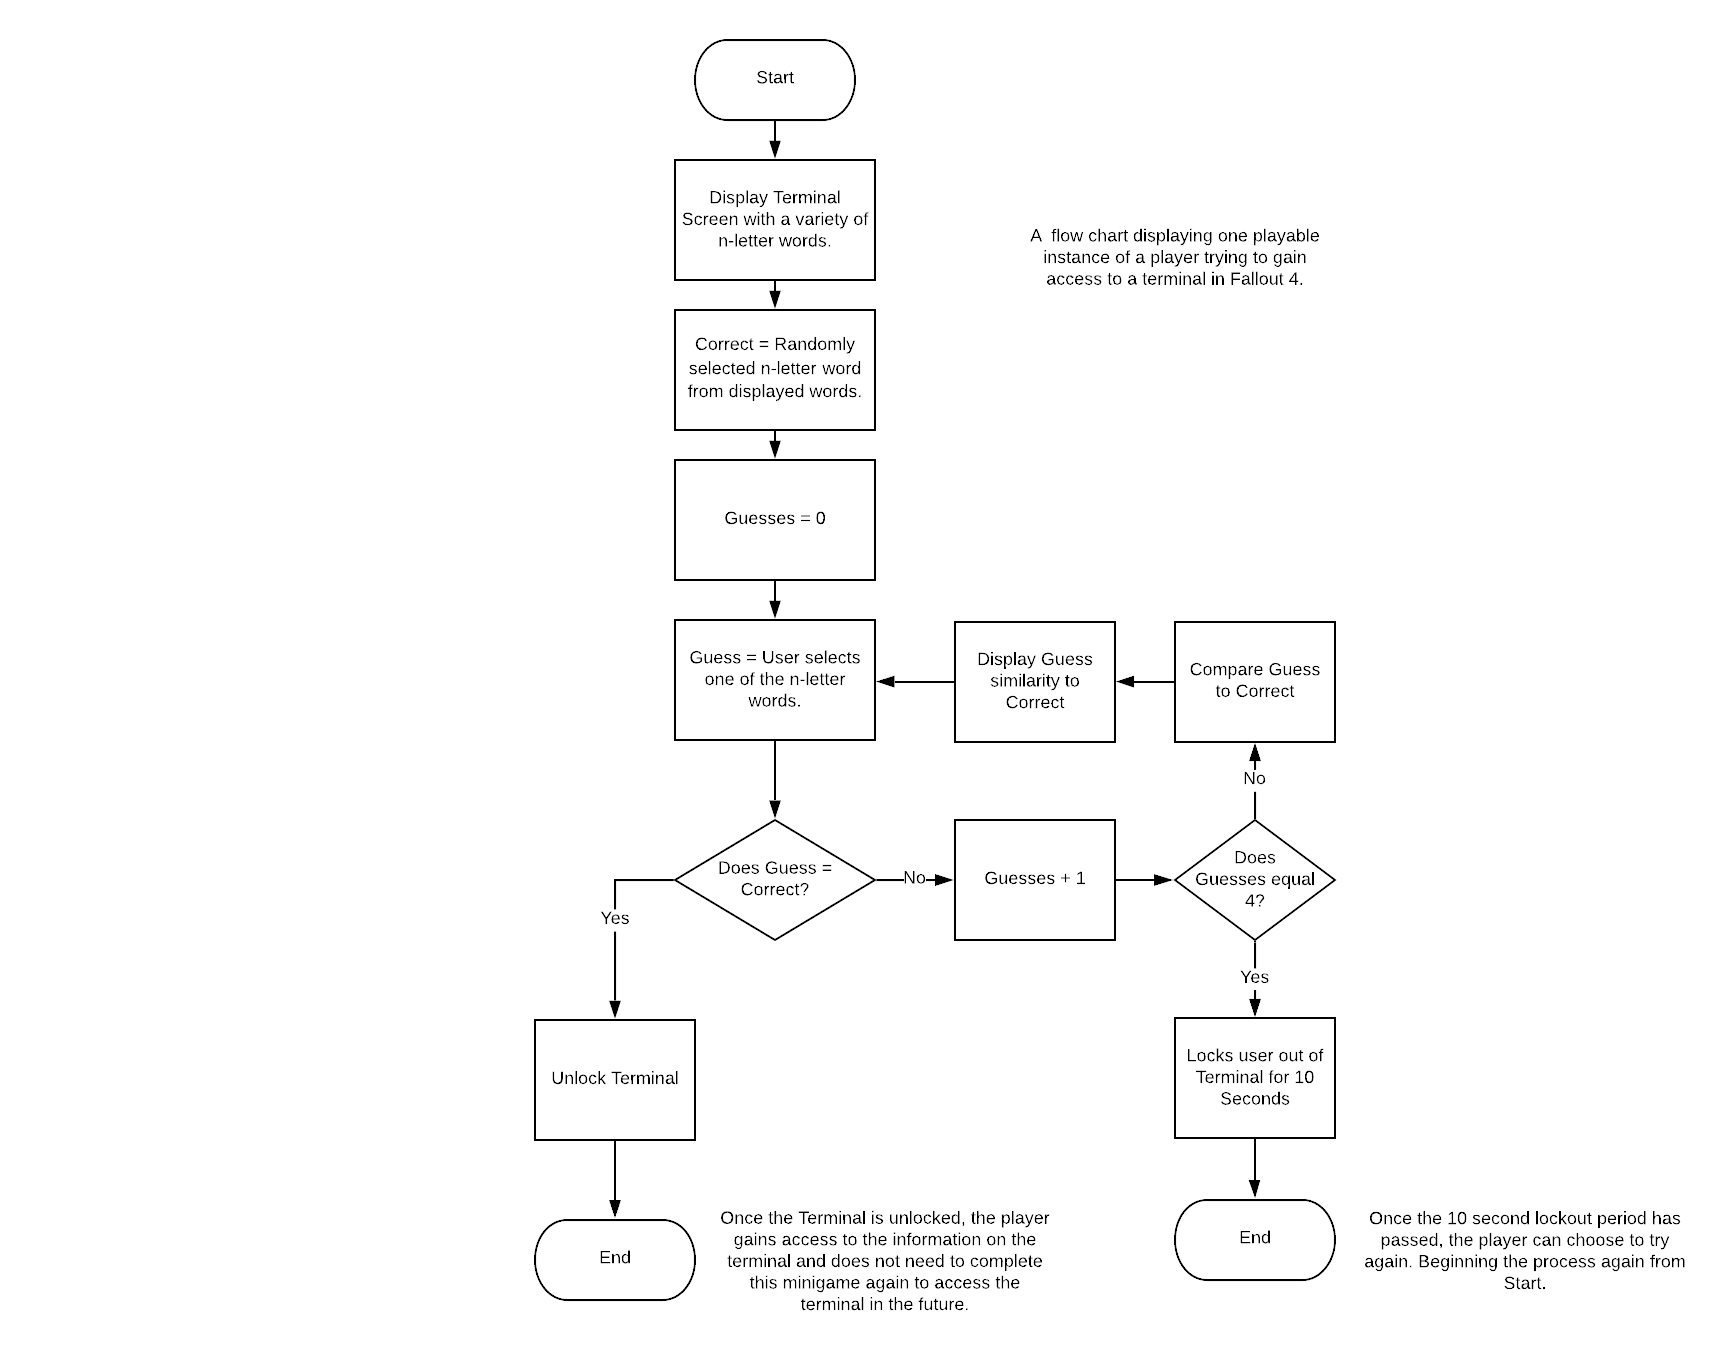 Start
Display Terminal
Screen with a variety of
n-letter words.
A  flow chart displaying one playable
instance of a player trying to gain
access to a terminal in Fallout 4.
Correct = Randomly
selected n-letter word
from displayed words.
Guesses = 0
Guess = User selects
one of the n-letter
words.
Display Guess
similarity to
Correct
Compare Guess
to Correct
No
Does Guess =
Correct?
No
Guesses + 1
Does
Guesses equal
4?
Yes
Yes
Unlock Terminal
Locks user out of
Terminal for 10
Seconds
End
Once the Terminal is unlocked, the player
gains access to the information on the
terminal and does not need to complete
this minigame again to access the
terminal in the future.
End
Once the 10 second lockout period has
passed, the player can choose to try
again. Beginning the process again from
Start.